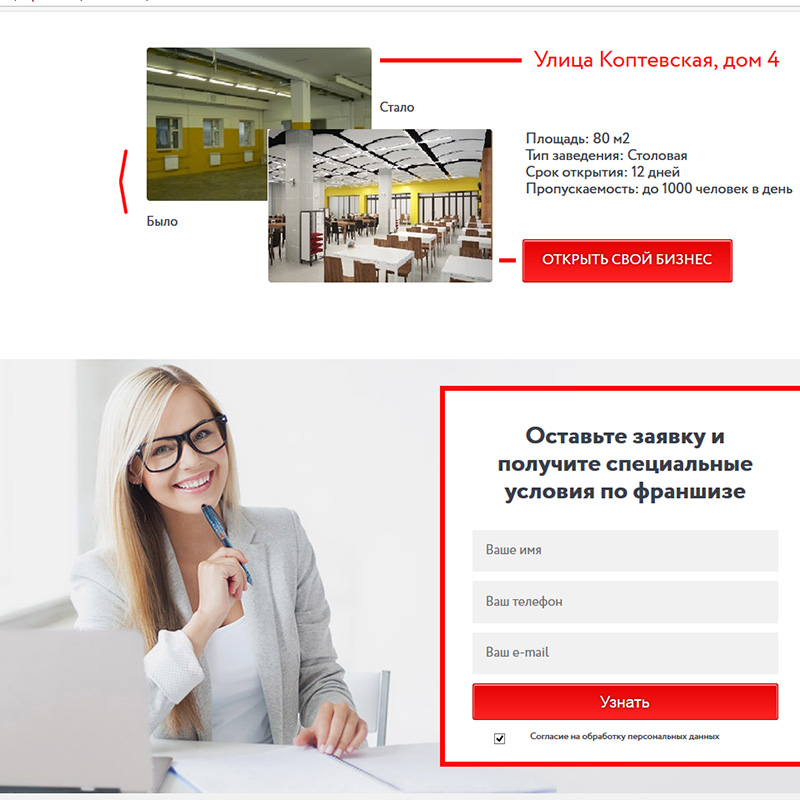 Улица Коптевская, дом 4
Стало
Площадь: 80 м2
Тип заведения: Столовая
Срок открытия: 12 дней
Пропускаемость: до 1000 человек в день
Было
ОТКРЫТЬ СВОЙ БИЗНЕС
Оставьте заявку и
получите специальные
условия по франшизе
Ваше имя
Ваш телефон
Ваш e-mail
Узнать
Согласие на обработку персональных данных